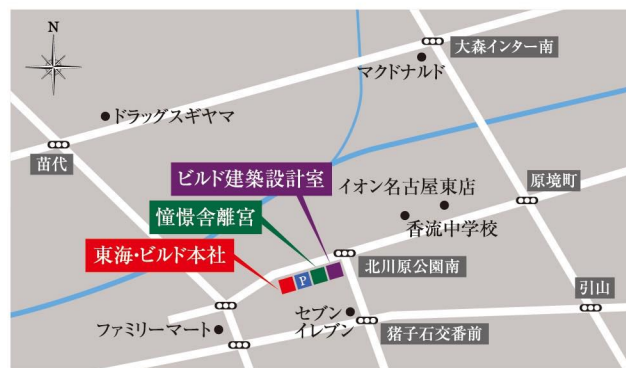 N
大森インター南
マクドナルド
ドラッグスギヤマ
苗代
ビルド建築設計室
イオン名古屋東店
原境町
憧憬舎離宮
香流中学校
東海・ビルド本社
北川原公園南
P
引山
セブン
イレブン
ファミリーマート
猪子石交番前